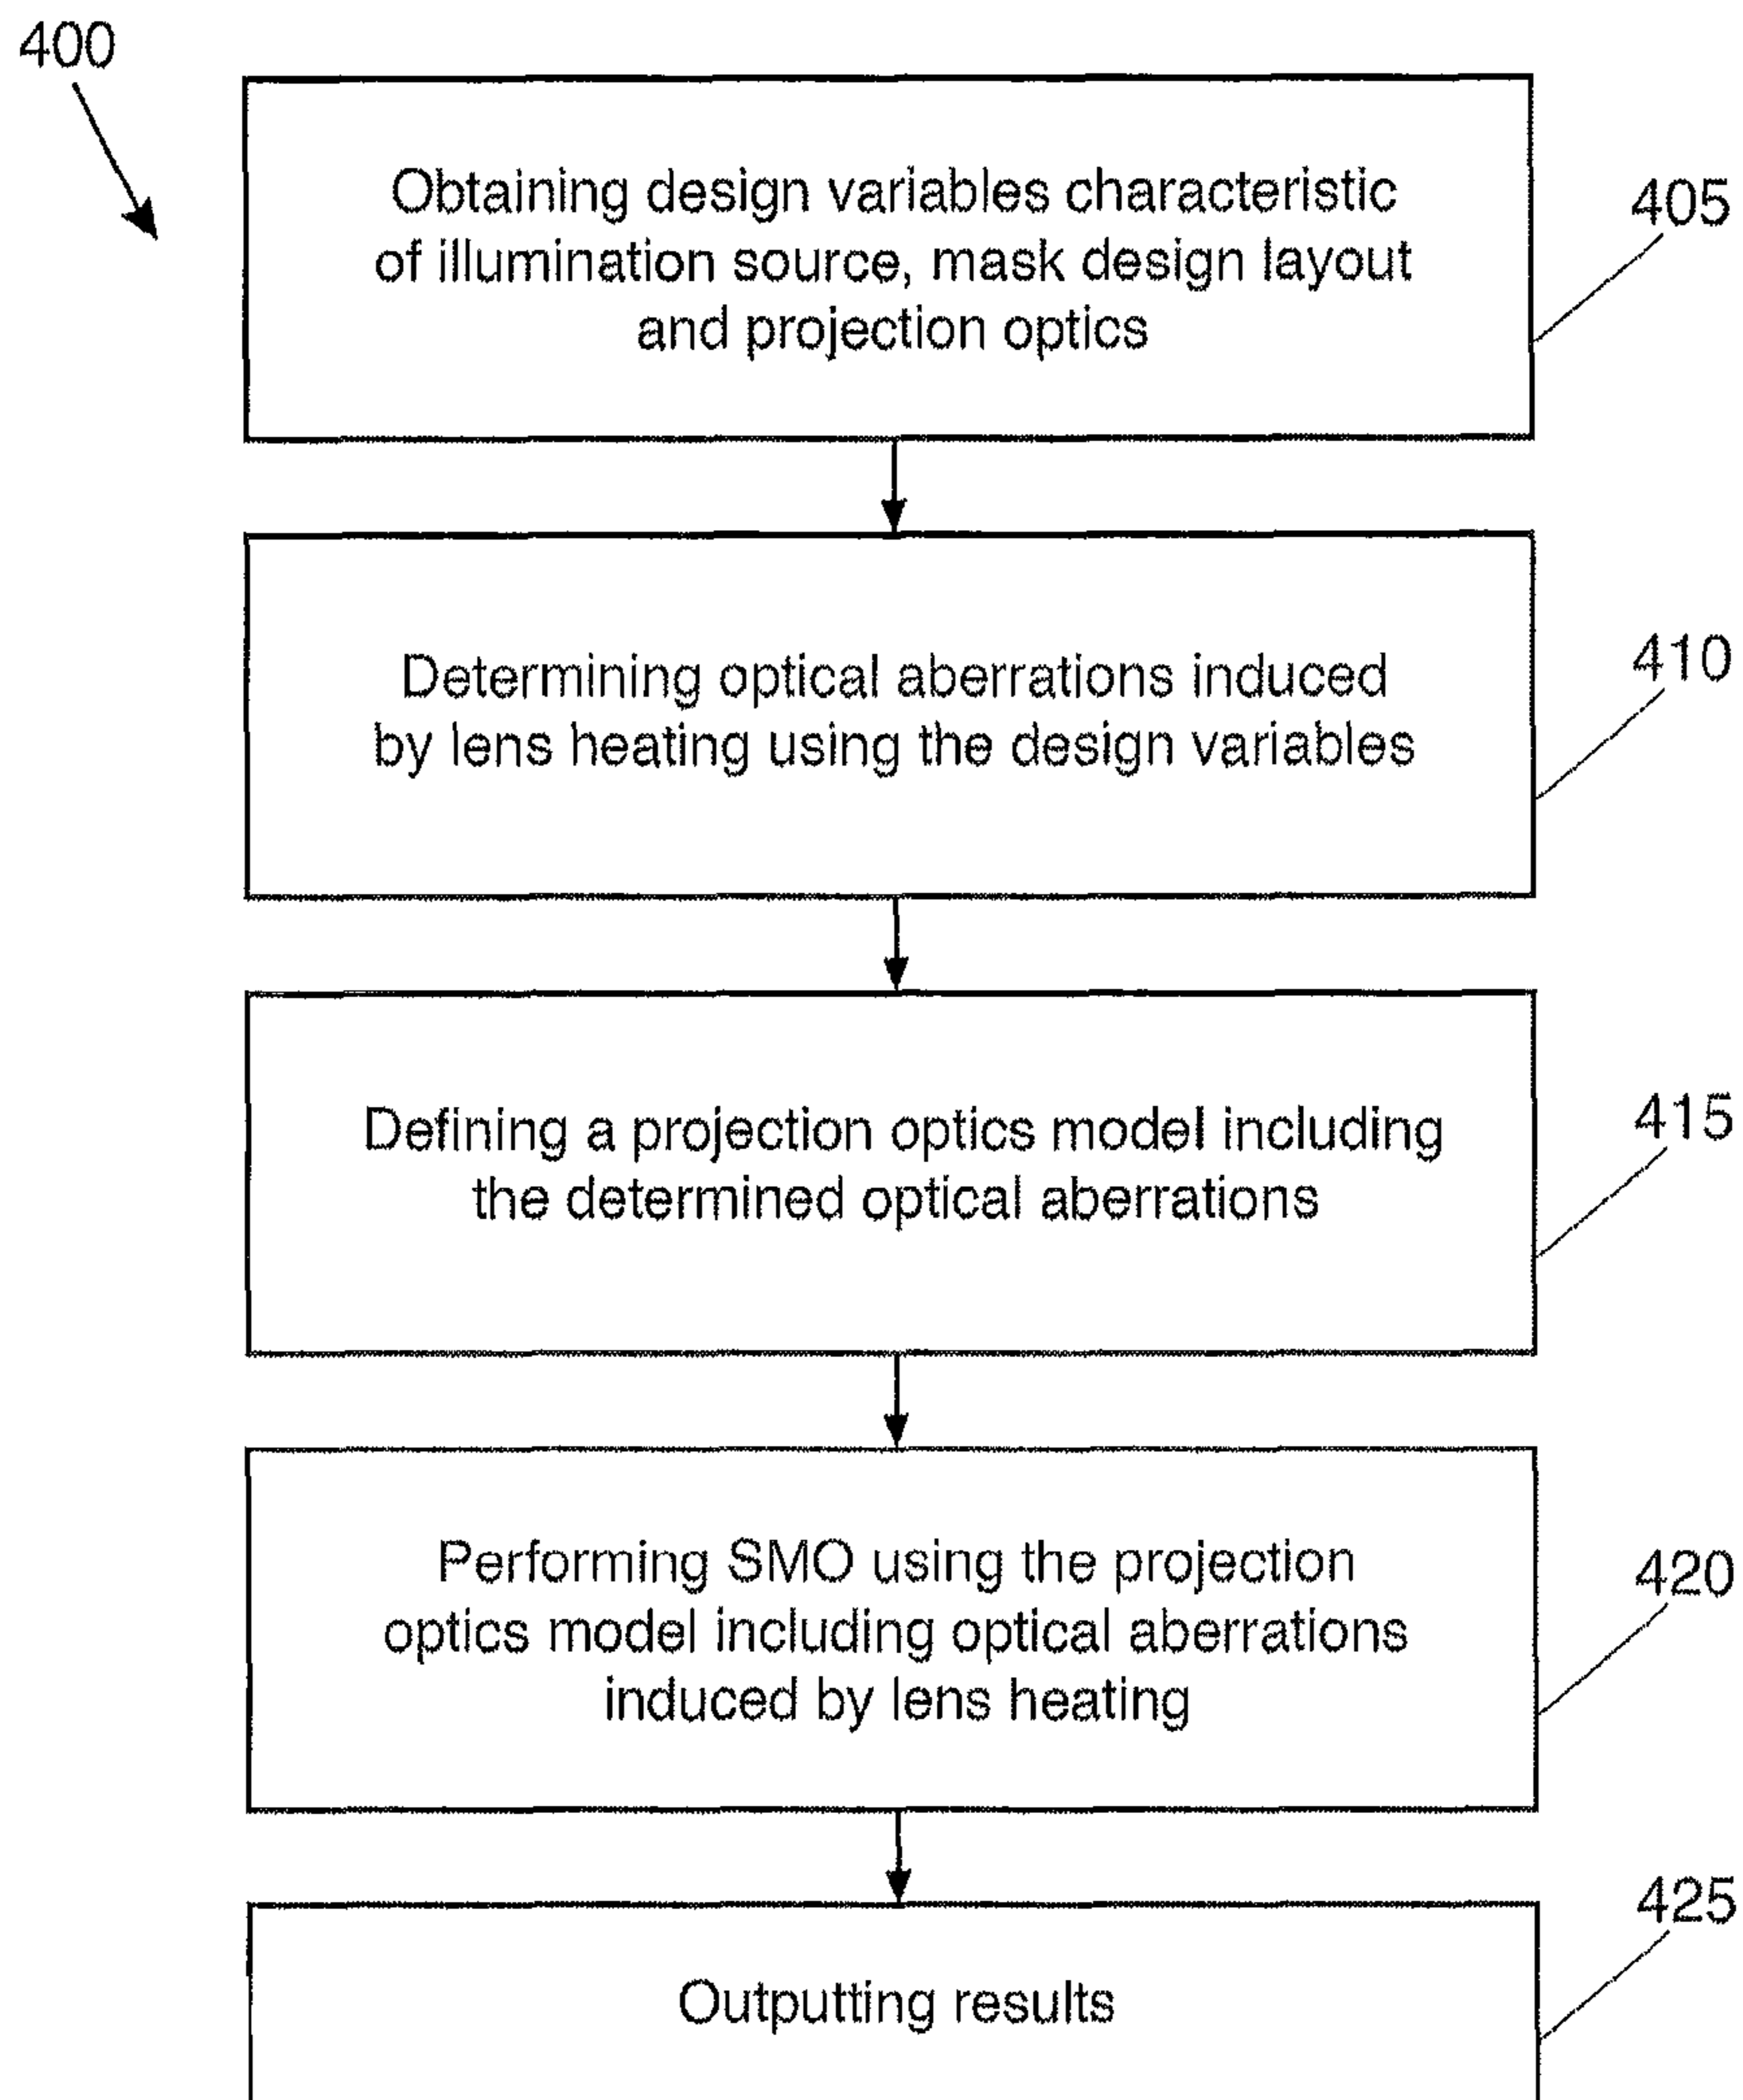 400
Obtaining design variables characteristic
of illumination source, mask design layout
and projection optics
405
Determining optical aberrations induced
by lens heating using the design variables
410
Defining a projection optics model including
the determined optical aberrations
415
Performing SMO using the projection
optics model including optical aberrations
induced by lens heating
420
Outputting results
425